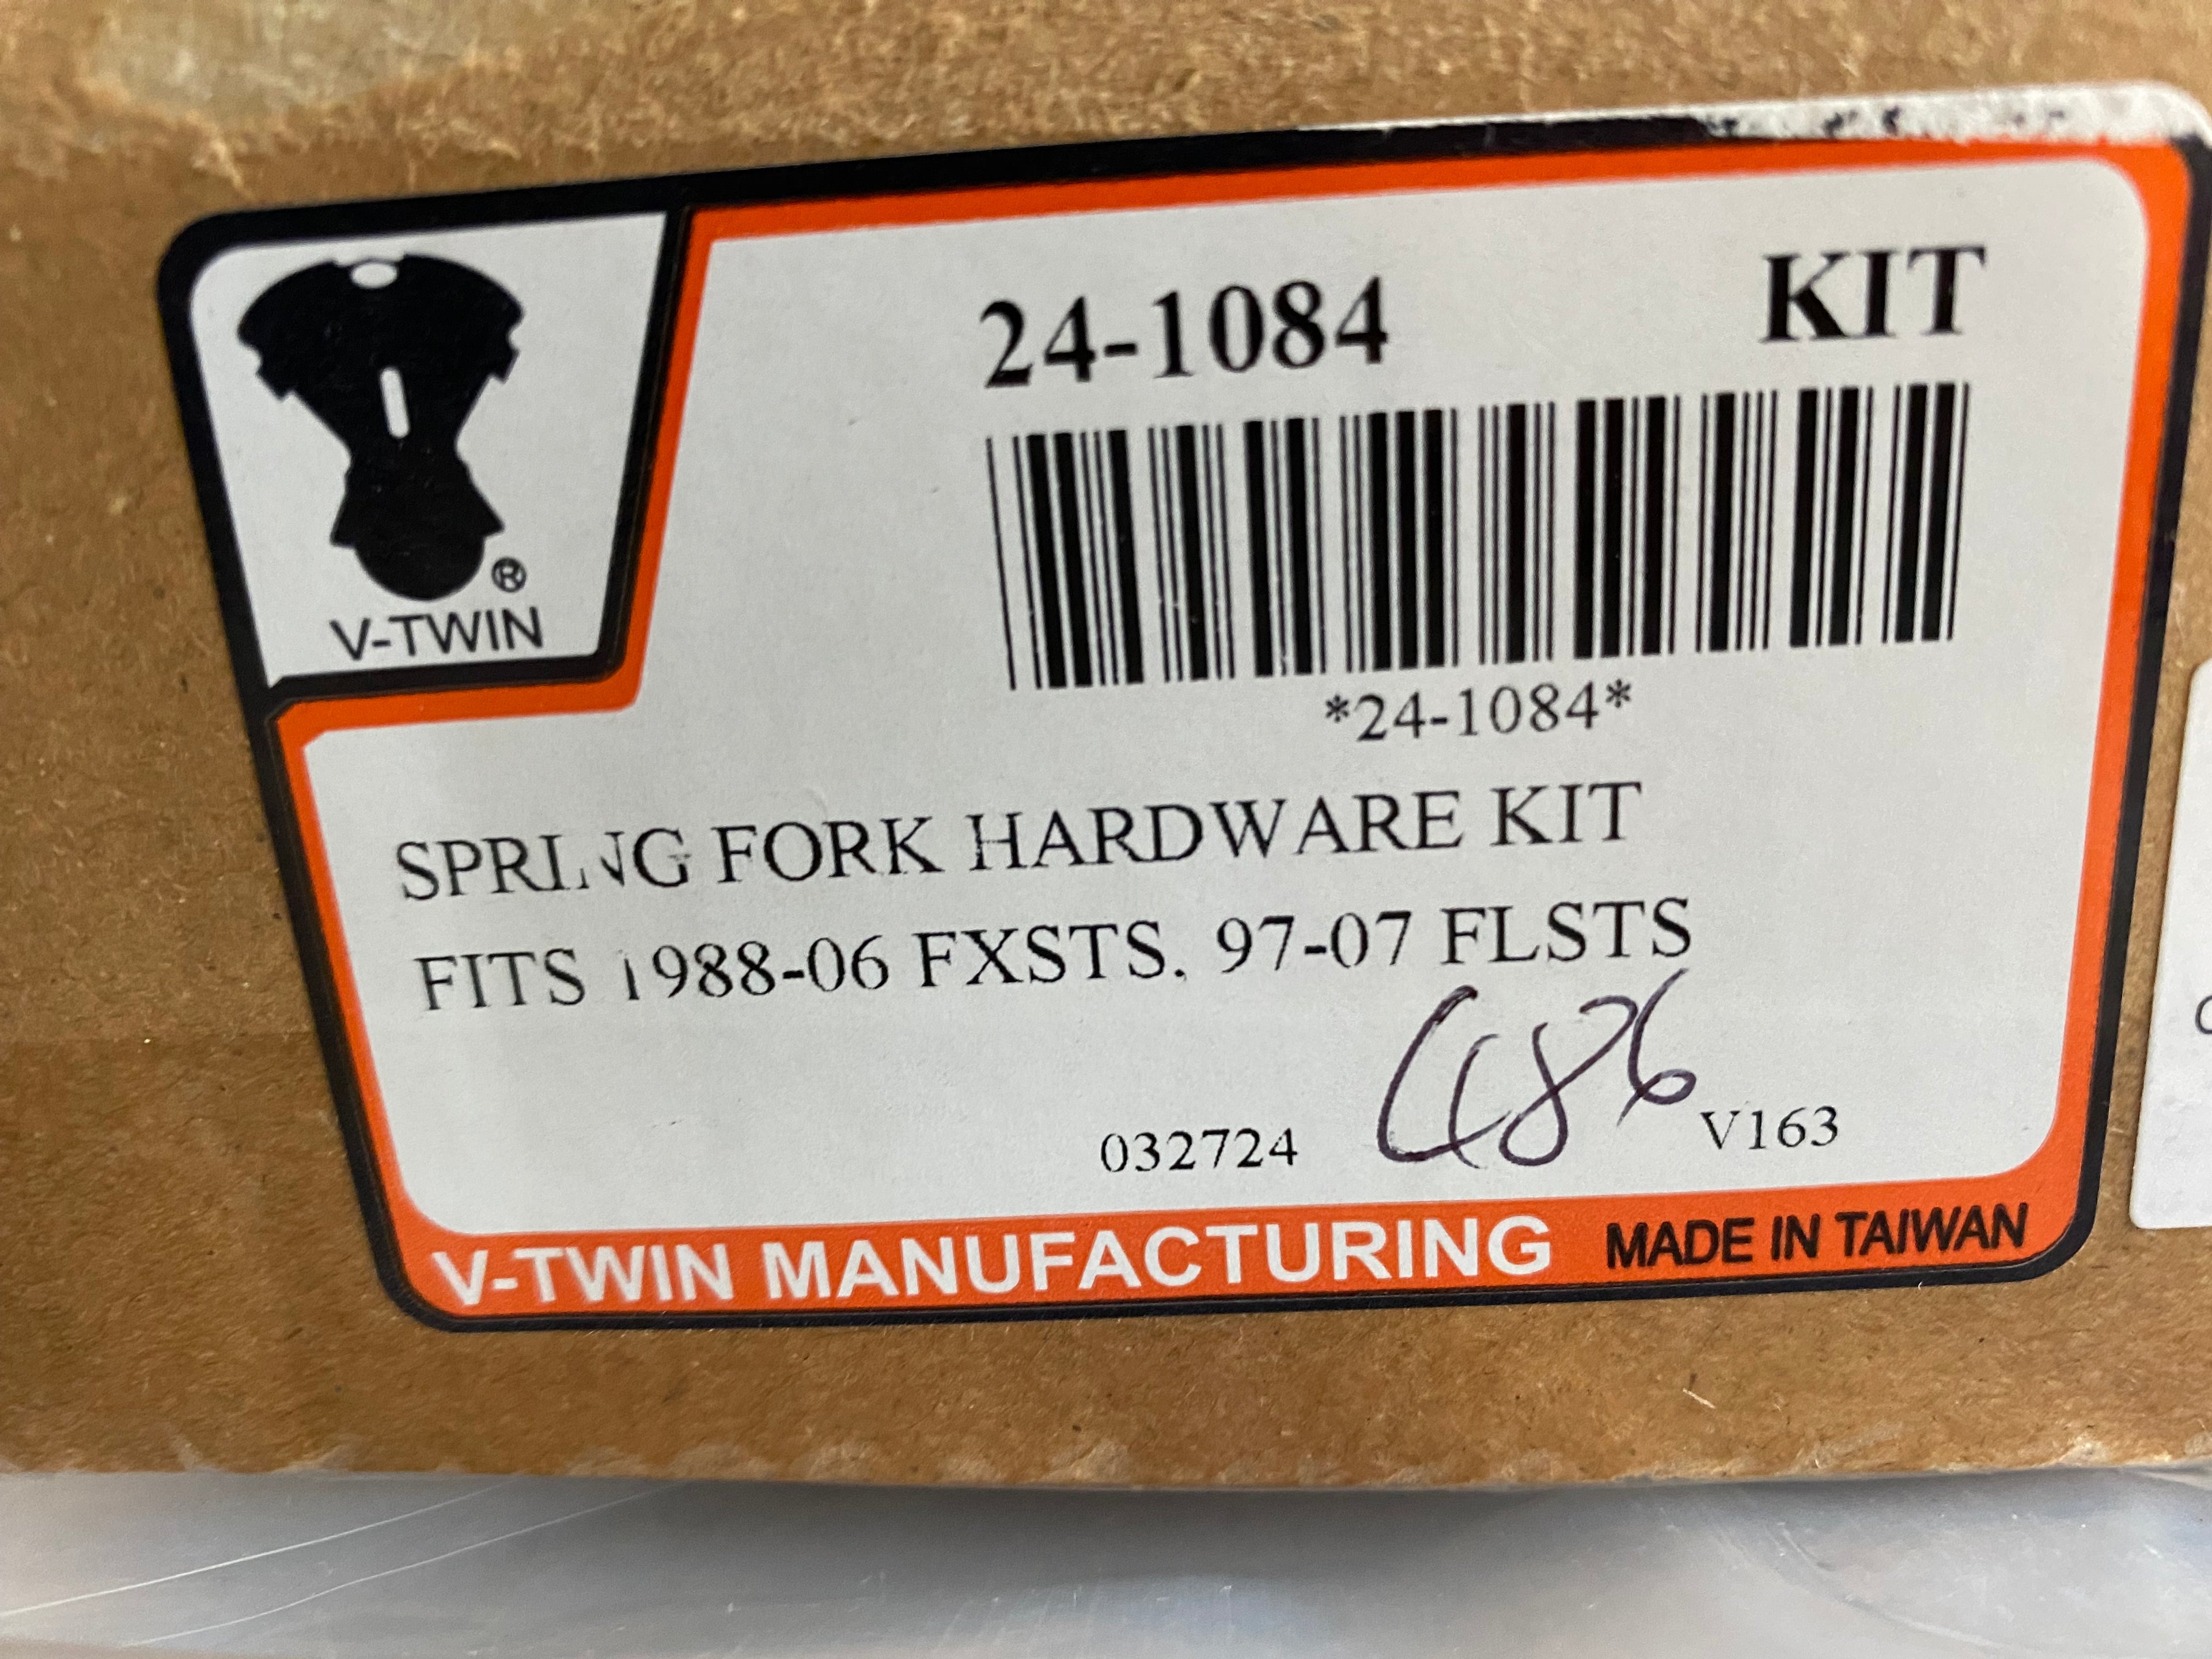 24-1084 KIT
*24-1084*
® V-TWIN
SPRING FORK HARDWARE KIT
FITS 1988-06 FXSTS, 97-07 FLSTS
032724 V163
V-TWIN MANUFACTURING MADE IN TAIWAN